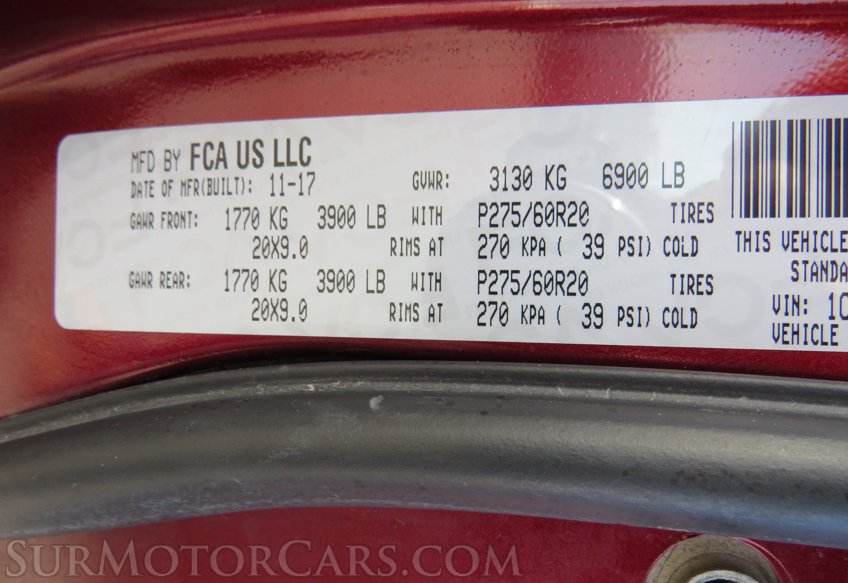 MFD BY FCA US LLC
DATE OF MFR(BUILT): 11-17 GVWR: 3130 KG 6900 LB
GAWR FRONT: 1770 KG 3900 LB WITH P275/60R20 TIRES
20X9.0 RIMS AT 270 KPA ( 39 PSI) COLD
GAWR REAR: 1770 KG 3900 LB WITH P275/60R20 TIRES
20X9.0 RIMS AT 270 KPA ( 39 PSI) COLD
THIS VEHICLE
STANDA
VIN: 1C
VEHICLE
SURMOTORCARS.COM